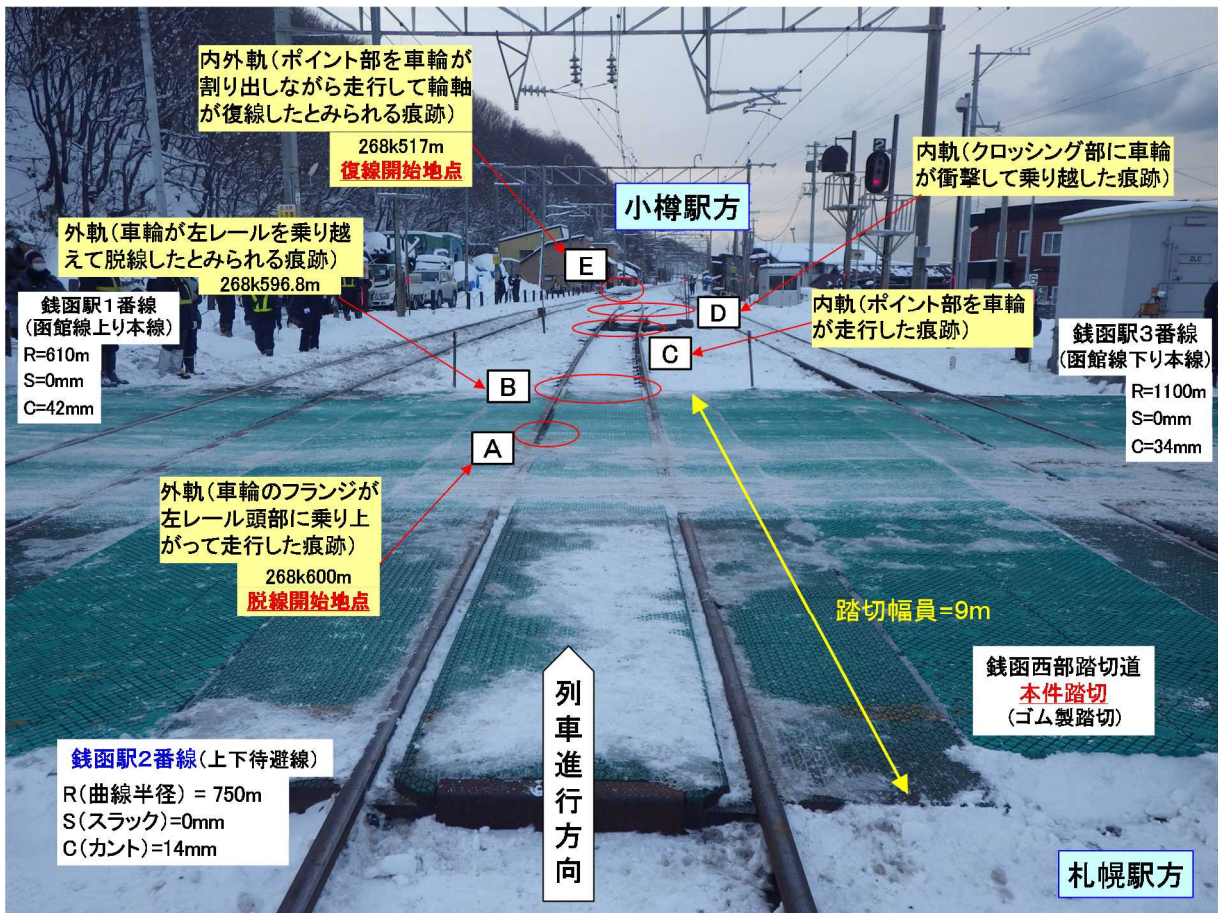 内外軌(ポイント部を車輪が
割り出しながら走行して輪軸
が復線したとみられる痕跡)
268k517m
復線開始地点
小樽駅方
内軌(クロッシング部に車輪
が衝撃して乗り越した痕跡)
外軌(車輪が左レールを乗り越
えて脱線したとみられる痕跡)
268k596.8m
E
D
C
B
A
内軌(ポイント部を車輪
が走行した痕跡)
銭函駅1番線
(函館線上り本線)
R=610m
S=0mm
C=42mm
銭函駅3番線
(函館線下り本線)
R=1100m
S=0mm
C=34mm
外軌(車輪のフランジが
左レール頭部に乗り上
がって走行した痕跡)
268k600m
脱線開始地点
踏切幅員=9m
銭函西部踏切道
本件踏切
(ゴム製踏切)
列車進行方向
銭函駅2番線(上下待避線)
R(曲線半径) = 750m
S(スラック)=0mm
C(カント)=14mm
札幌駅方